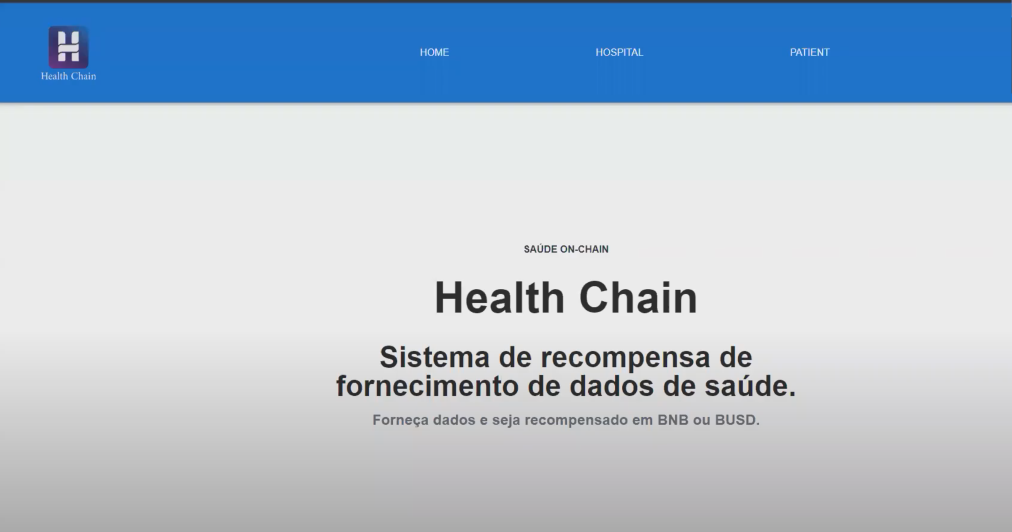 Health Chain
HOME
HOSPITAL
PATIENT
SAÚDE ON-CHAIN
Health Chain
Sistema de recompensa de
fornecimento de dados de saúde.
Forneça dados e seja recompensado em BNB ou BUSD.